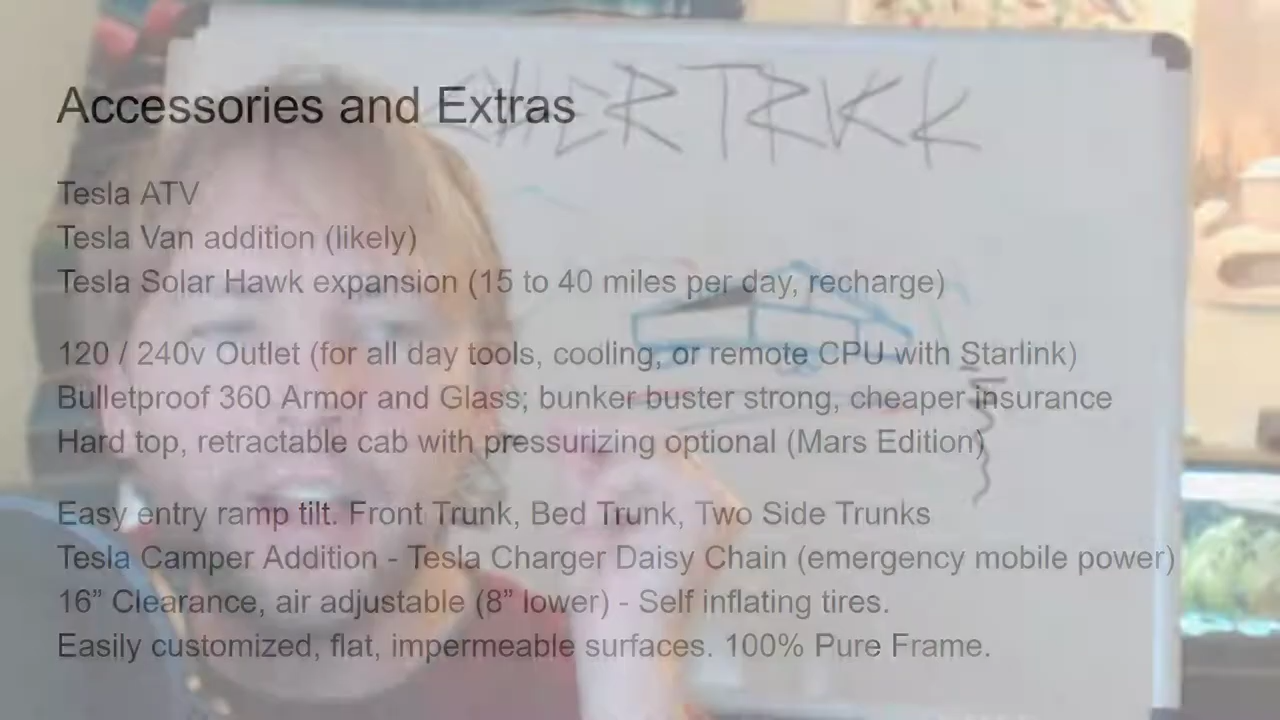 Accessories and Extras
Tesla ATV
Tesla Van addition (likely)
Tesla Solar Hawk expansion (15 to 40 miles per day, recharge)
120 / 240v Outlet (for all day tools, cooling, or remote CPU with Starlink)
Bulletproof 360 Armor and Glass; bunker buster strong, cheaper insurance
Hard top, retractable cab with pressurizing optional (Mars Edition)
Easy entry ramp tilt. Front Trunk, Bed Trunk, Two Side Trunks
Tesla Camper Addition - Tesla Charger Daisy Chain (emergency mobile power)
16” Clearance, air adjustable (8” lower) - Self inflating tires.
Easily customized, flat, impermeable surfaces. 100% Pure Frame.